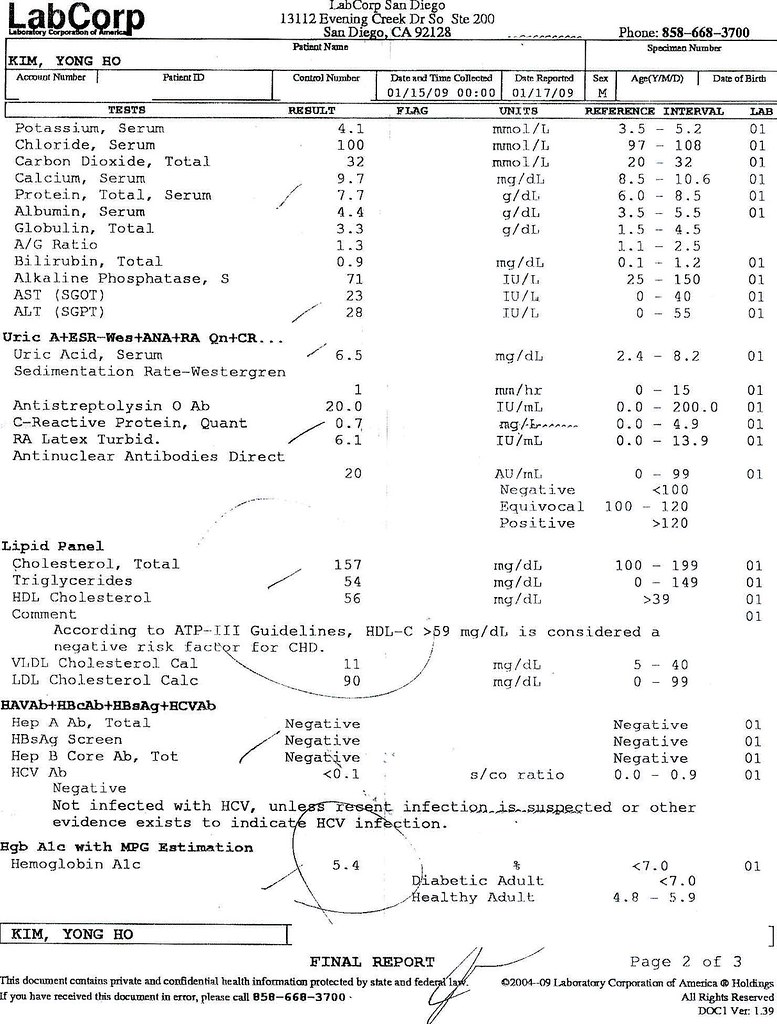 LabCorp
Laboratory Corporation of America
LabCorp San Diego
13112 Evening Creek Dr So Ste 200
San Diego, CA 92128
Phone: 858-668-3700
Patient Name
Specimen Number
KIM, YONG HO
Account Number Patient ID Control Number Date and Time Collected Date Reported Sex Age(Y/M/D) Date of Birth
01/15/09 00:00 01/17/09 M
TESTS RESULT FLAG UNITS REFERENCE INTERVAL LAB
Potassium, Serum 4.1 mmol/L 3.5 - 5.2 01
Chloride, Serum 100 mmol/L 97 - 108 01
Carbon Dioxide, Total 32 mmol/L 20 - 32 01
Calcium, Serum 9.7 mg/dL 8.5 - 10.6 01
Protein, Total, Serum 7.7 g/dL 6.0 - 8.5 01
Albumin, Serum 4.4 g/dL 3.5 - 5.5 01
Globulin, Total 3.3 g/dL 1.5 - 4.5
A/G Ratio 1.3 1.1 - 2.5
Bilirubin, Total 0.9 mg/dL 0.1 - 1.2 01
Alkaline Phosphatase, S 71 IU/L 25 - 150 01
AST (SGOT) 23 IU/L 0 - 40 01
ALT (SGPT) 28 IU/L 0 - 55 01
Uric A+ESR-Wes+ANA+RA Qn+CR...
Uric Acid, Serum 6.5 mg/dL 2.4 - 8.2 01
Sedimentation Rate-Westergren
1 mm/hr 0 - 15 01
Antistreptolysin O Ab 20.0 IU/mL 0.0 - 200.0 01
C-Reactive Protein, Quant 0.7 mg/L 0.0 - 4.9 01
RA Latex Turbid. 6.1 IU/mL 0.0 - 13.9 01
Antinuclear Antibodies Direct
20 AU/mL 0 - 99 01
Negative <100
Equivocal 100 - 120
Positive >120
Lipid Panel
Cholesterol, Total 157 mg/dL 100 - 199 01
Triglycerides 54 mg/dL 0 - 149 01
HDL Cholesterol 56 mg/dL >39 01
Comment 01
According to ATP-III Guidelines, HDL-C >59 mg/dL is considered a
negative risk factor for CHD.
VLDL Cholesterol Cal 11 mg/dL 5 - 40
LDL Cholesterol Calc 90 mg/dL 0 - 99
HAVAb+HBcAb+HBsAg+HCVAb
Hep A Ab, Total Negative Negative 01
HBsAg Screen Negative Negative 01
Hep B Core Ab, Tot Negative Negative 01
HCV Ab <0.1 s/co ratio 0.0 - 0.9 01
Negative
Not infected with HCV, unless recent infection is suspected or other
evidence exists to indicate HCV infection.
Hgb A1c with MPG Estimation
Hemoglobin A1c 5.4 % <7.0 01
Diabetic Adult <7.0
Healthy Adult 4.8 - 5.9
KIM, YONG HO
FINAL REPORT Page 2 of 3
This document contains private and confidential health information protected by state and federal law.
If you have received this document in error, please call 858-668-3700
©2004-09 Laboratory Corporation of America ® Holdings
All Rights Reserved
DOC1 Ver: 1.39